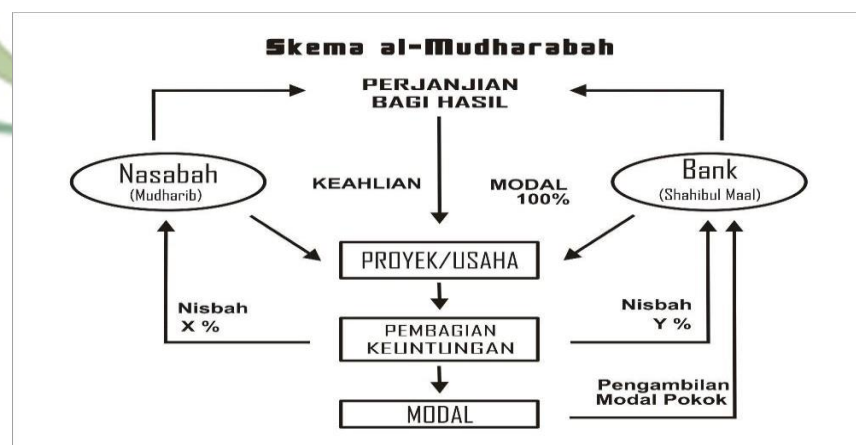 Skema al-Mudharabah
PERJANJIAN
BAGI HASIL
Nasabah
(Mudharib)
KEAHLIAN
MODAL
100%
Bank
(Shahibul Maal)
PROYEK/USAHA
Nisbah
X %
PEMBAGIAN
KEUNTUNGAN
Nisbah
Y %
MODAL
Pengambilan
Modal Pokok